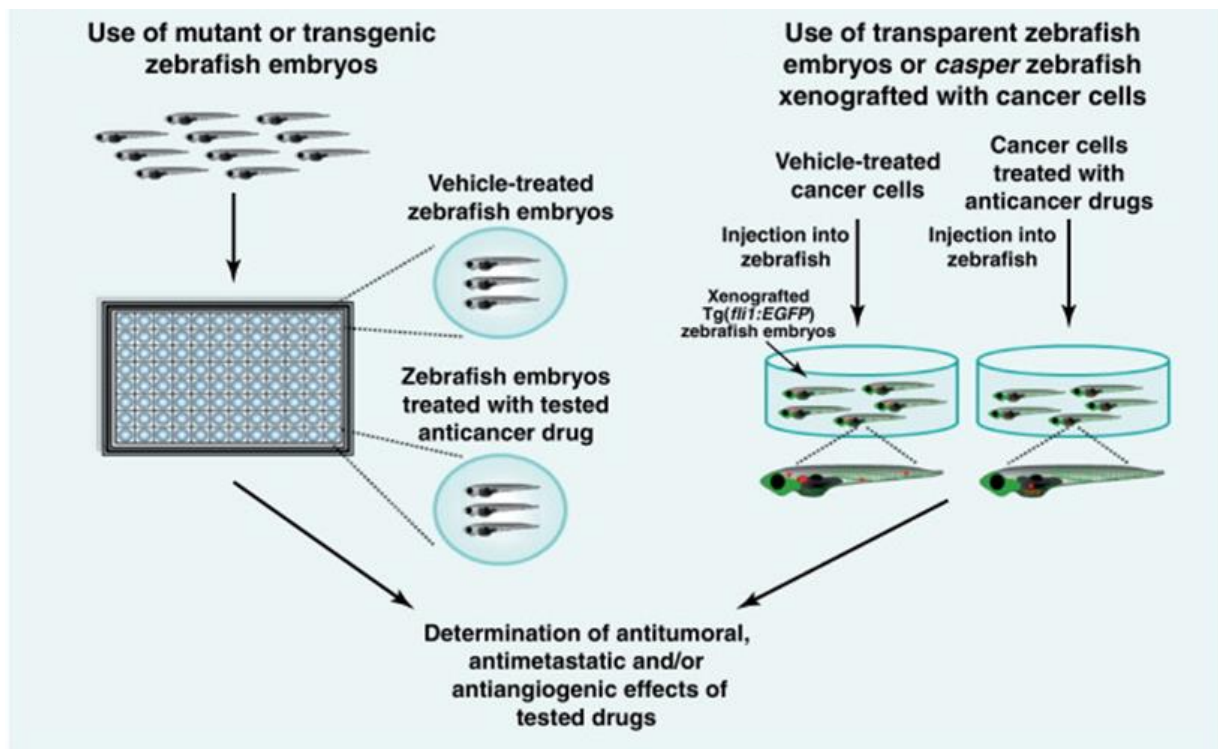 Use of mutant or transgenic
zebrafish embryos
Vehicle-treated
zebrafish embryos
Zebrafish embryos
treated with tested
anticancer drug
Use of transparent zebrafish
embryos or casper zebrafish
xenografted with cancer cells
Vehicle-treated
cancer cells
Cancer cells
treated with
anticancer drugs
Injection into
zebrafish
Injection into
zebrafish
Xenografted
Tg(fli1:EGFP)
zebrafish embryos
Determination of antitumoral,
antimetastatic and/or
antiangiogenic effects of
tested drugs